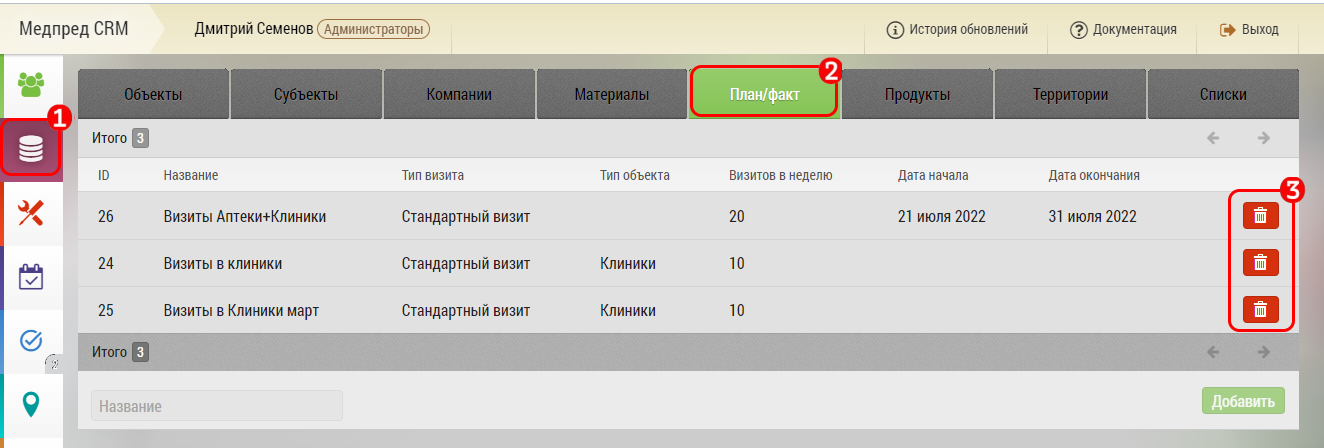 Медпред CRM Дмитрий Семенов Администраторы История обновлений Документация Выход
Объекты Субъекты Компании Материалы План/факт 2 Продукты Территории Списки
1
Итого 3
ID Название Тип визита Тип объекта Визитов в неделю Дата начала Дата окончания
3
26 Визиты Аптеки+Клиники Стандартный визит 20 21 июля 2022 31 июля 2022
24 Визиты в клиники Стандартный визит Клиники 10
25 Визиты в Клиники март Стандартный визит Клиники 10
Итого 3
Название Добавить